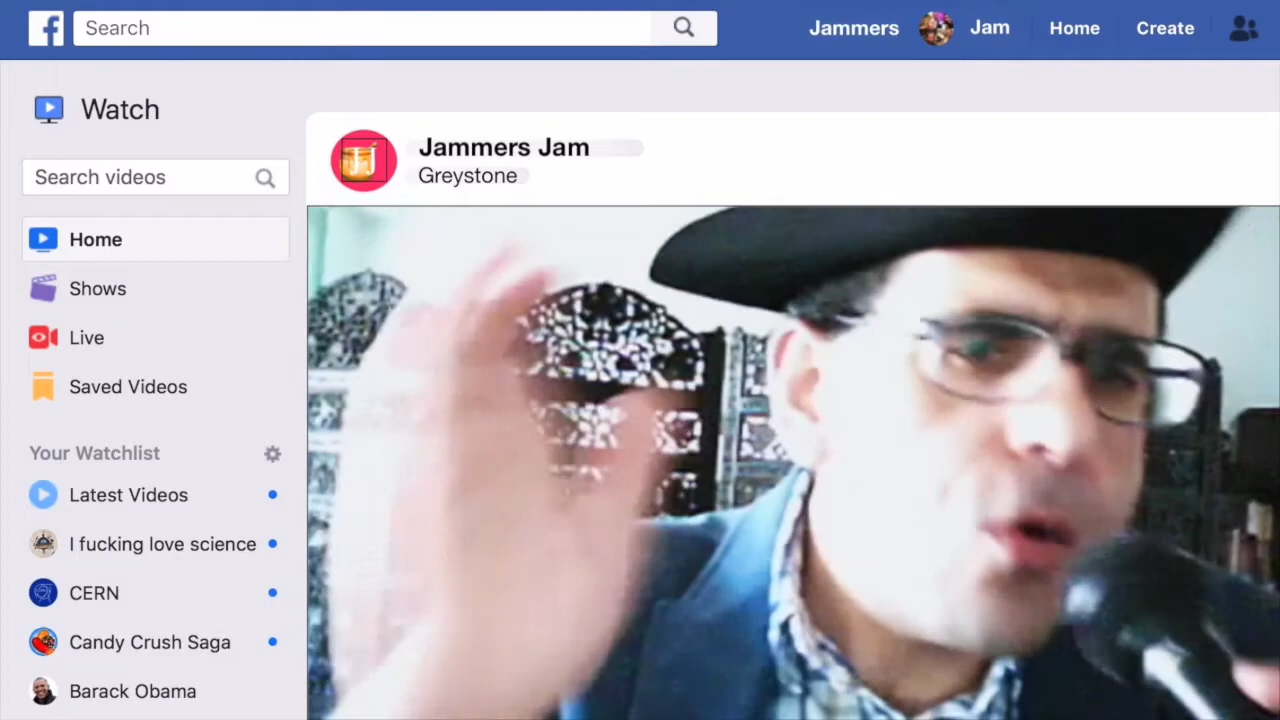 f Search Jammers Jam Home Create
Watch
Search videos
Home
Shows
Live
Saved Videos
Your Watchlist
Latest Videos
I fucking love science
CERN
Candy Crush Saga
Barack Obama
JJ
Jammers Jam
Greystone